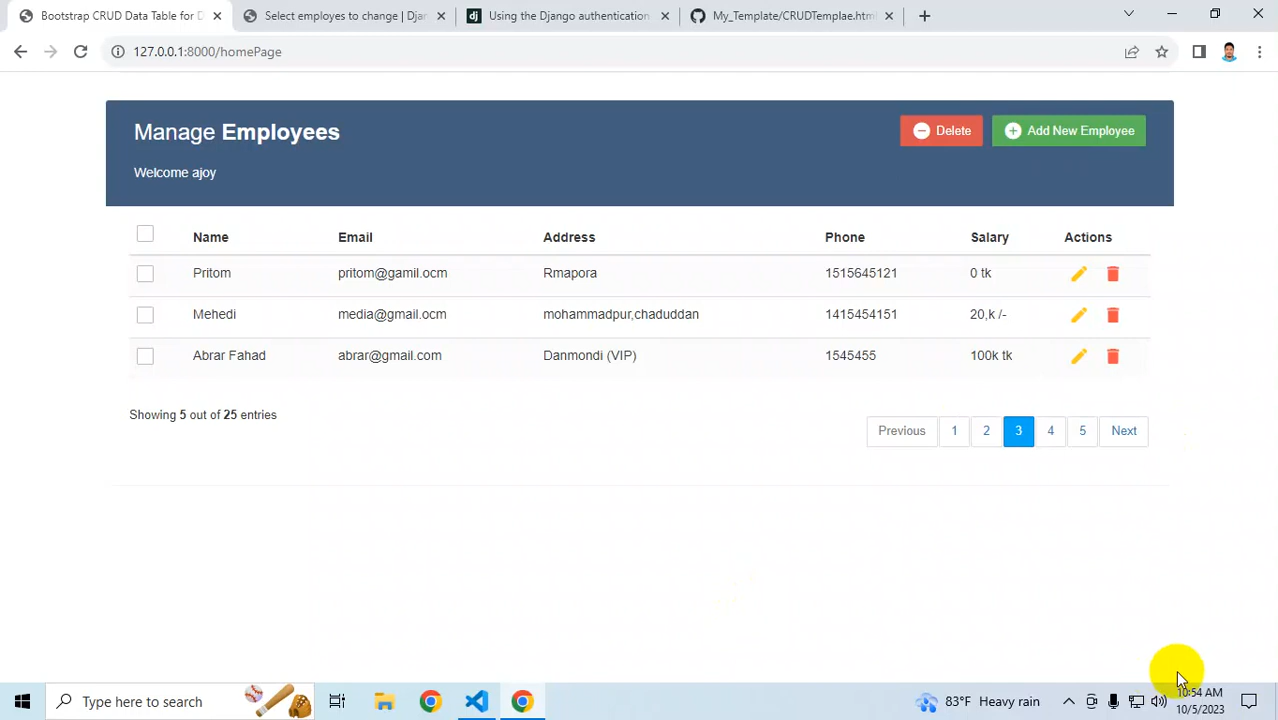 Bootstrap CRUD Data Table for D
Select employes to change | Djan
Using the Django authentication
My_Template/CRUDTemplae.html
127.0.0.1:8000/homePage
Manage Employees
Delete
Add New Employee
Welcome ajoy
Name Email Address Phone Salary Actions
Pritom pritom@gamil.ocm Rmapora 1515645121 0 tk
Mehedi media@gmail.ocm mohammadpur,chaduddan 1415454151 20,k /-
Abrar Fahad abrar@gmail:com Danmondi (VIP) 1545455 100k tk
Showing 5 out of 25 entries
Previous 1 2 3 4 5 Next
Type here to search
83°F Heavy rain
10:54 AM
10/5/2023